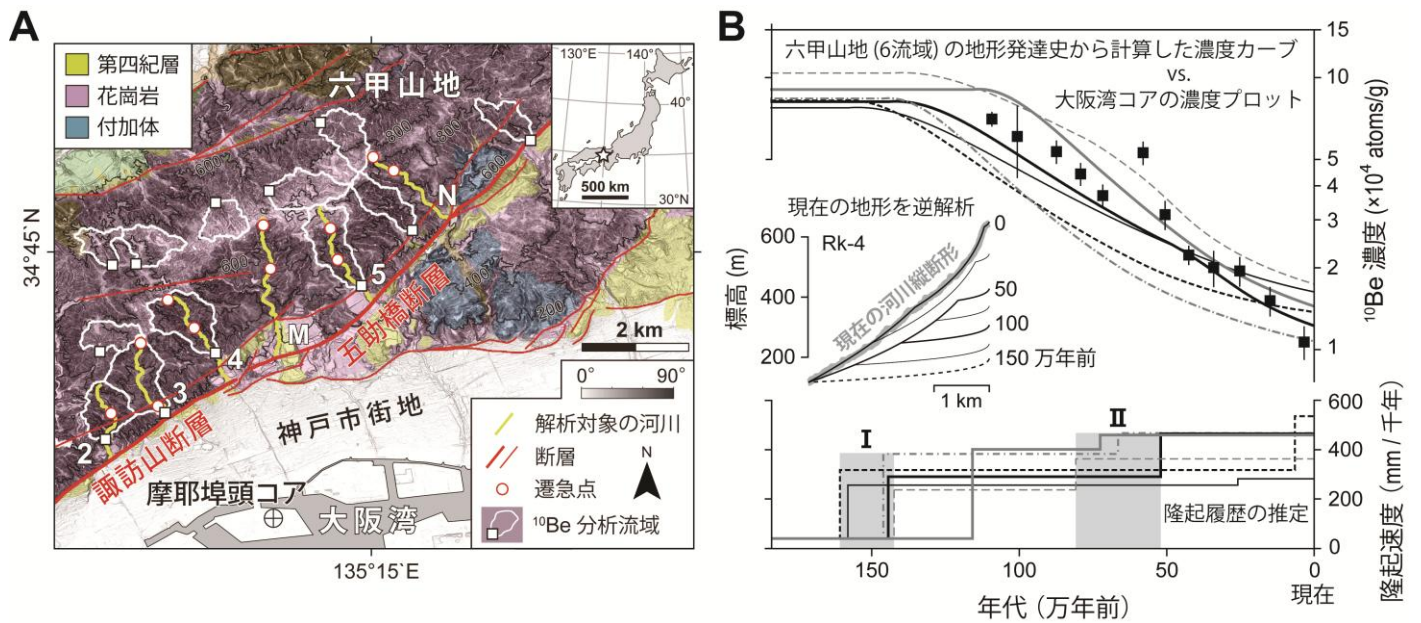 A
第四紀層
花崗岩
付加体
六甲山地
800
800
600
600
600
400
200
130°E
140°
40°
30°N
500 km
34°45′N
N
M
5
4
3
2
五助橋断層
諏訪山断層
神戸市街地
摩耶埠頭コア
大阪湾
2 km
0
90°
解析対象の河川
断層
遷急点
¹⁰Be 分析流域
N
135°15′E
B
六甲山地 (6流域) の地形発達史から計算した濃度カーブ
vs.
大阪湾コアの濃度プロット
15
10
5
4
3
2
1
¹⁰Be 濃度 (×10⁴ atoms/g)
現在の地形を逆解析
Rk-4
600
400
200
標高 (m)
現在の河川縦断形
0
50
100
150 万年前
1 km
I
II
隆起履歴の推定
600
400
200
0
隆起速度 (mm / 千年)
150
100
50
0
現在
年代 (万年前)